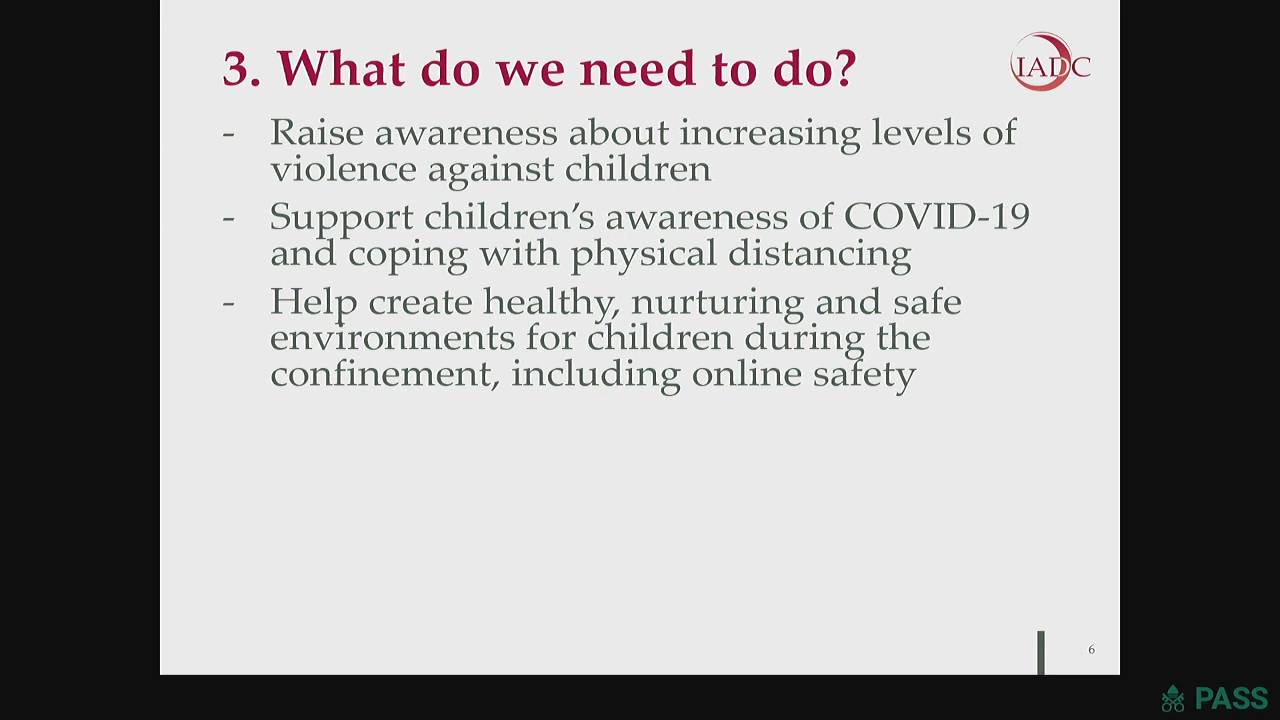 3. What do we need to do?
IADC
- Raise awareness about increasing levels of
violence against children
- Support children's awareness of COVID-19
and coping with physical distancing
- Help create healthy, nurturing and safe
environments for children during the
confinement, including online safety
6
PASS